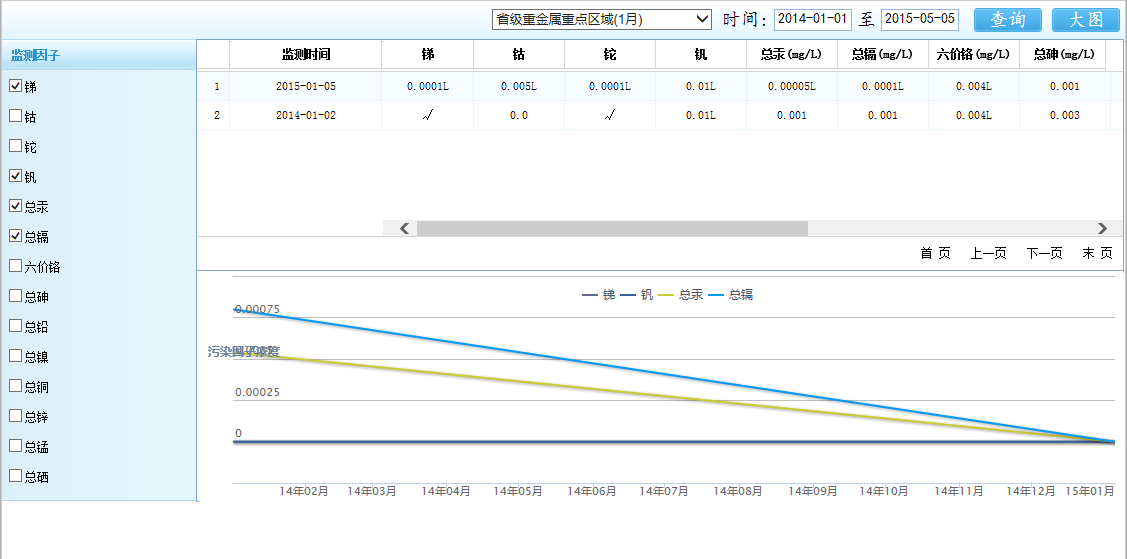 省级重金属重点区域(1月) 时间: 2014-01-01 至 2015-05-05 查询 大图
监测因子
锑
钴
铊
钒
总汞
总镉
六价铬
总砷
总铅
总镍
总铜
总锌
总锰
总硒
监测时间 锑 钴 铊 钒 总汞(mg/L) 总镉(mg/L) 六价铬(mg/L) 总砷(mg/L)
1 2015-01-05 0.0001L 0.005L 0.0001L 0.01L 0.00005L 0.0001L 0.004L 0.001
2 2014-01-02 ✓ 0.0 ✓ 0.01L 0.001 0.001 0.004L 0.003
首 页 上一页 下一页 末 页
锑 钒 总汞 总镉
0.00075
污染因子浓度
0.00025
0
14年02月 14年03月 14年04月 14年05月 14年06月 14年07月 14年08月 14年09月 14年10月 14年11月 14年12月 15年01月